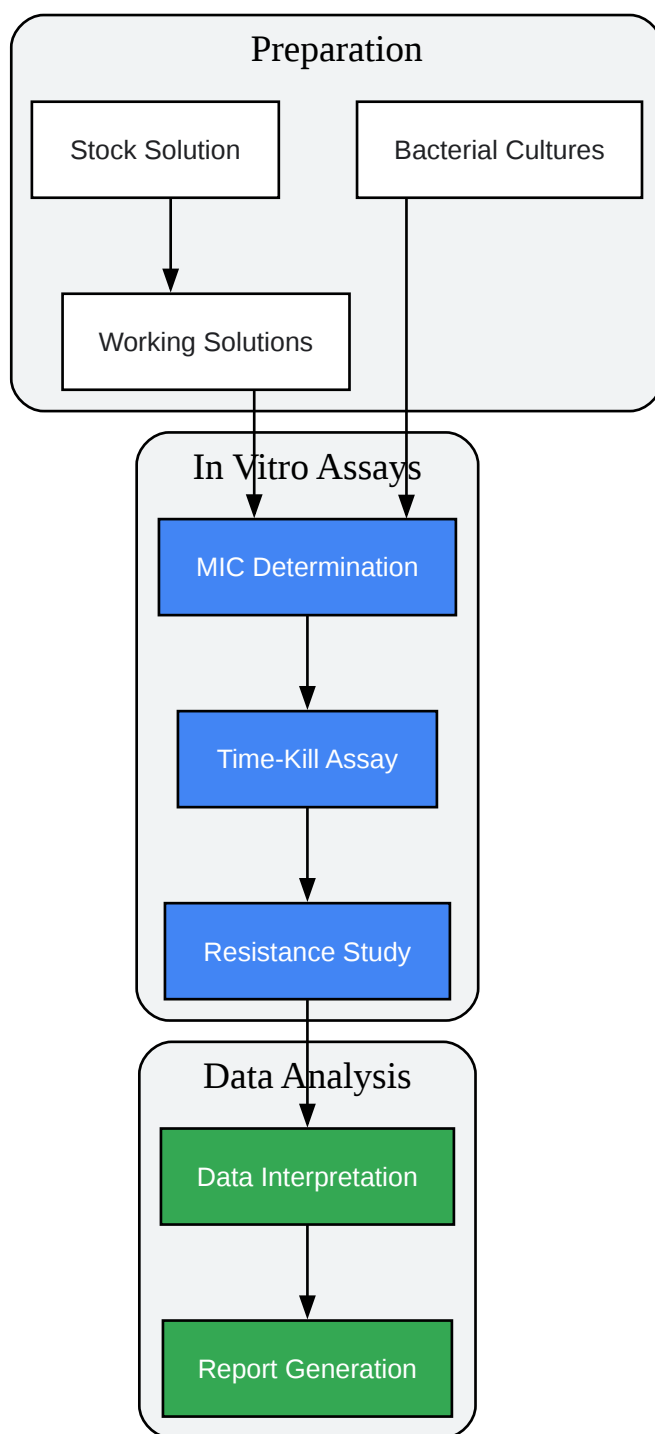 Preparation
Stock Solution
Bacterial Cultures
Working Solutions
In Vitro Assays
MIC Determination
Time-Kill Assay
Resistance Study
Data Analysis
Data Interpretation
Report Generation